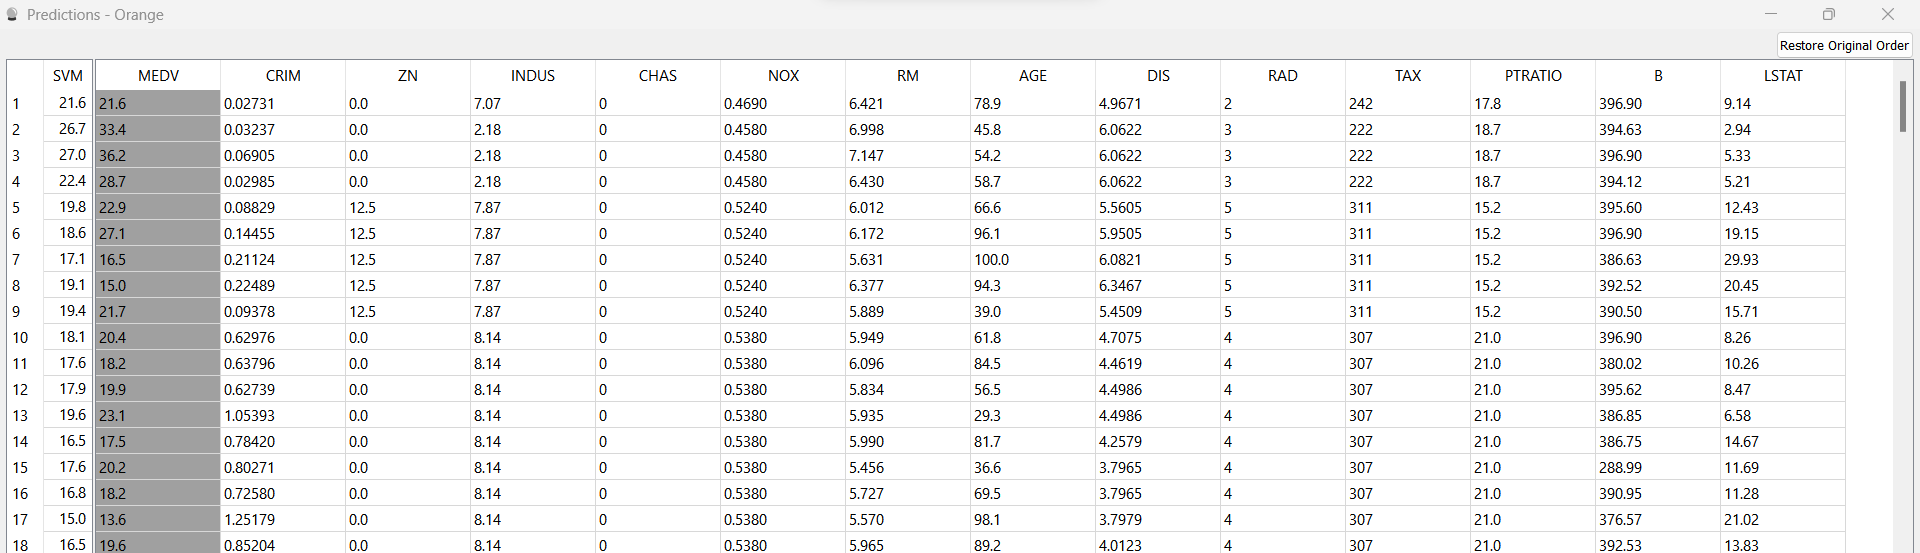 Predictions - Orange
Restore Original Order
SVM MEDV CRIM ZN INDUS CHAS NOX RM AGE DIS RAD TAX PTRATIO B LSTAT
1 21.6 21.6 0.02731 0.0 7.07 0 0.4690 6.421 78.9 4.9671 2 242 17.8 396.90 9.14
2 26.7 33.4 0.03237 0.0 2.18 0 0.4580 6.998 45.8 6.0622 3 222 18.7 394.63 2.94
3 27.0 36.2 0.06905 0.0 2.18 0 0.4580 7.147 54.2 6.0622 3 222 18.7 396.90 5.33
4 22.4 28.7 0.02985 0.0 2.18 0 0.4580 6.430 58.7 6.0622 3 222 18.7 394.12 5.21
5 19.8 22.9 0.08829 12.5 7.87 0 0.5240 6.012 66.6 5.5605 5 311 15.2 395.60 12.43
6 18.6 27.1 0.14455 12.5 7.87 0 0.5240 6.172 96.1 5.9505 5 311 15.2 396.90 19.15
7 17.1 16.5 0.21124 12.5 7.87 0 0.5240 5.631 100.0 6.0821 5 311 15.2 386.63 29.93
8 19.1 15.0 0.22489 12.5 7.87 0 0.5240 6.377 94.3 6.3467 5 311 15.2 392.52 20.45
9 19.4 21.7 0.09378 12.5 7.87 0 0.5240 5.889 39.0 5.4509 5 311 15.2 390.50 15.71
10 18.1 20.4 0.62976 0.0 8.14 0 0.5380 5.949 61.8 4.7075 4 307 21.0 396.90 8.26
11 17.6 18.2 0.63796 0.0 8.14 0 0.5380 6.096 84.5 4.4619 4 307 21.0 380.02 10.26
12 17.9 19.9 0.62739 0.0 8.14 0 0.5380 5.834 56.5 4.4986 4 307 21.0 395.62 8.47
13 19.6 23.1 1.05393 0.0 8.14 0 0.5380 5.935 29.3 4.4986 4 307 21.0 386.85 6.58
14 16.5 17.5 0.78420 0.0 8.14 0 0.5380 5.990 81.7 4.2579 4 307 21.0 386.75 14.67
15 17.6 20.2 0.80271 0.0 8.14 0 0.5380 5.456 36.6 3.7965 4 307 21.0 288.99 11.69
16 16.8 18.2 0.72580 0.0 8.14 0 0.5380 5.727 69.5 3.7965 4 307 21.0 390.95 11.28
17 15.0 13.6 1.25179 0.0 8.14 0 0.5380 5.570 98.1 3.7979 4 307 21.0 376.57 21.02
18 16.5 19.6 0.85204 0.0 8.14 0 0.5380 5.965 89.2 4.0123 4 307 21.0 392.53 13.83